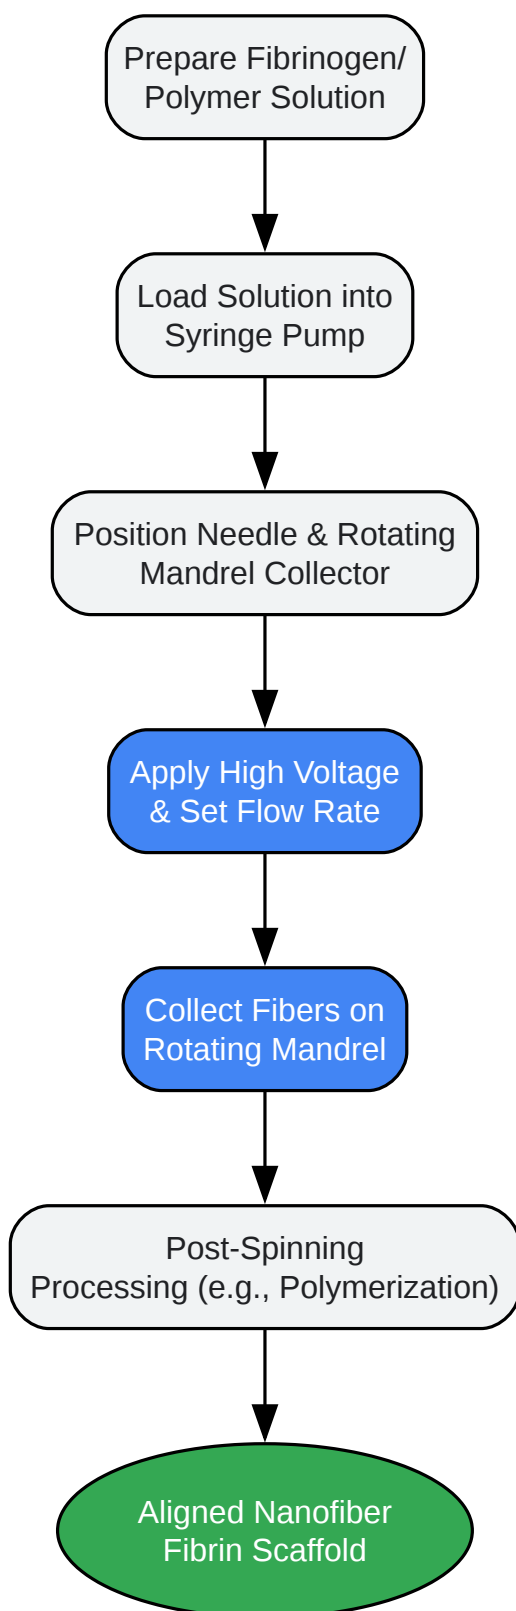 Prepare Fibrinogen/
Polymer Solution
Load Solution into
Syringe Pump
Position Needle & Rotating
Mandrel Collector
Apply High Voltage
& Set Flow Rate
Collect Fibers on
Rotating Mandrel
Post-Spinning
Processing (e.g., Polymerization)
Aligned Nanofiber
Fibrin Scaffold